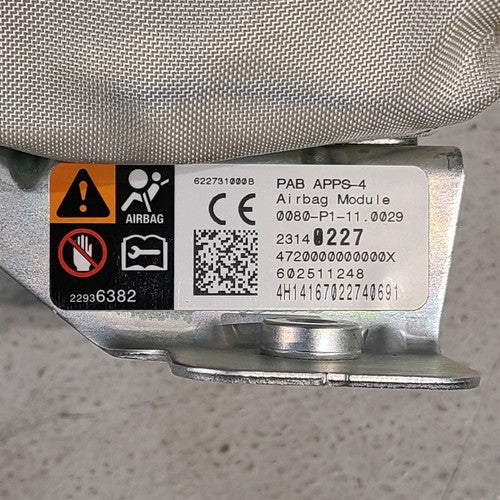 AIRBAG
22936382
622731000B
CE
PAB APPS-4
Airbag Module
0080-P1-11.0029
23140227
4720000000000X
602511248
4H14167022740691